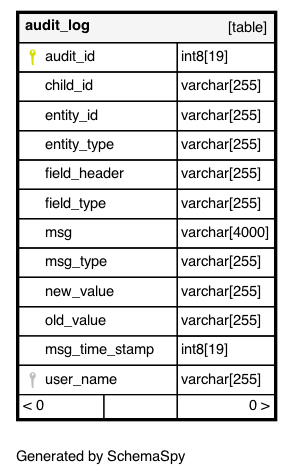 audit_log [table]
audit_id int8[19]
child_id varchar[255]
entity_id varchar[255]
entity_type varchar[255]
field_header varchar[255]
field_type varchar[255]
msg varchar[4000]
msg_type varchar[255]
new_value varchar[255]
old_value varchar[255]
msg_time_stamp int8[19]
user_name varchar[255]
< 0 0 >
Generated by SchemaSpy